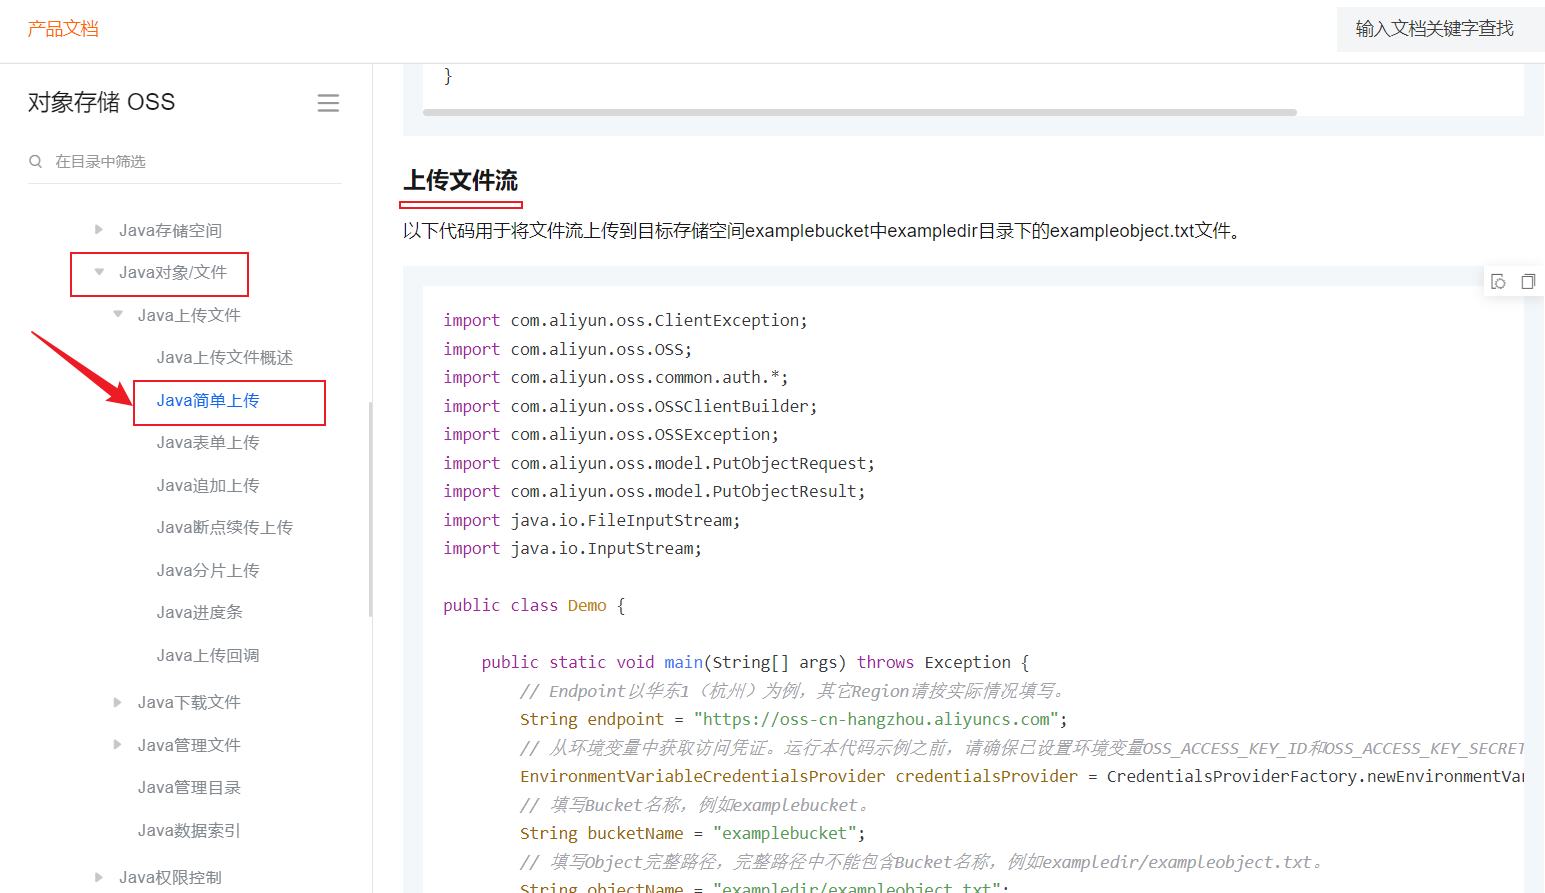 产品文档
输入文档关键字查找
对象存储 OSS
在目录中筛选
Java存储空间
Java对象/文件
Java上传文件
Java上传文件概述
Java简单上传
Java表单上传
Java追加上传
Java断点续传上传
Java分片上传
Java进度条
Java上传回调
Java下载文件
Java管理文件
Java管理目录
Java数据索引
Java权限控制
}
上传文件流
以下代码用于将文件流上传到目标存储空间examplebucket中exampledir目录下的exampleobject.txt文件。
import com.aliyun.oss.ClientException;
import com.aliyun.oss.OSS;
import com.aliyun.oss.common.auth.*;
import com.aliyun.oss.OSSClientBuilder;
import com.aliyun.oss.OSSException;
import com.aliyun.oss.model.PutObjectRequest;
import com.aliyun.oss.model.PutObjectResult;
import java.io.FileInputStream;
import java.io.InputStream;
public class Demo {
public static void main(String[] args) throws Exception {
// Endpoint以华东1（杭州）为例，其它Region请按实际情况填写。
String endpoint = "https://oss-cn-hangzhou.aliyuncs.com";
// 从环境变量中获取访问凭证。运行本代码示例之前，请确保已设置环境变量OSS_ACCESS_KEY_ID和OSS_ACCESS_KEY_SECRET
EnvironmentVariableCredentialsProvider credentialsProvider = CredentialsProviderFactory.newEnvironmentVar
// 填写Bucket名称，例如examplebucket。
String bucketName = "examplebucket";
// 填写Object完整路径，完整路径中不能包含Bucket名称，例如exampledir/exampleobject.txt。
String objectName = "exampledir/exampleobject.txt";